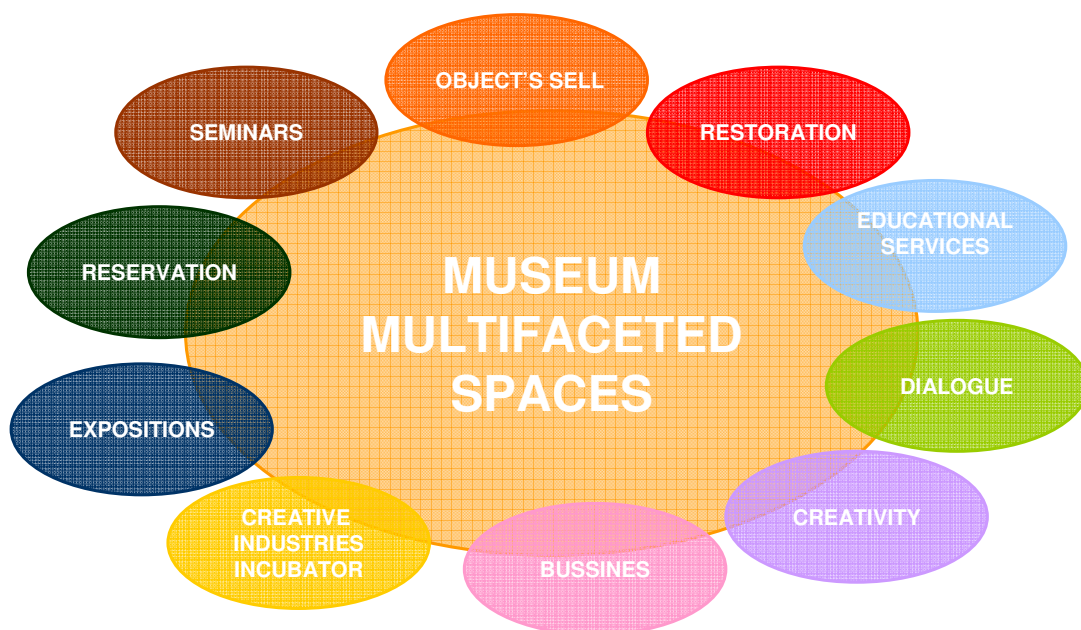 OBJECT'S SELL
SEMINARS
RESTORATION
EDUCATIONAL
SERVICES
RESERVATION
MUSEUM
MULTIFACETED
SPACES
DIALOGUE
EXPOSITIONS
CREATIVITY
CREATIVE
INDUSTRIES
INCUBATOR
BUSSINES